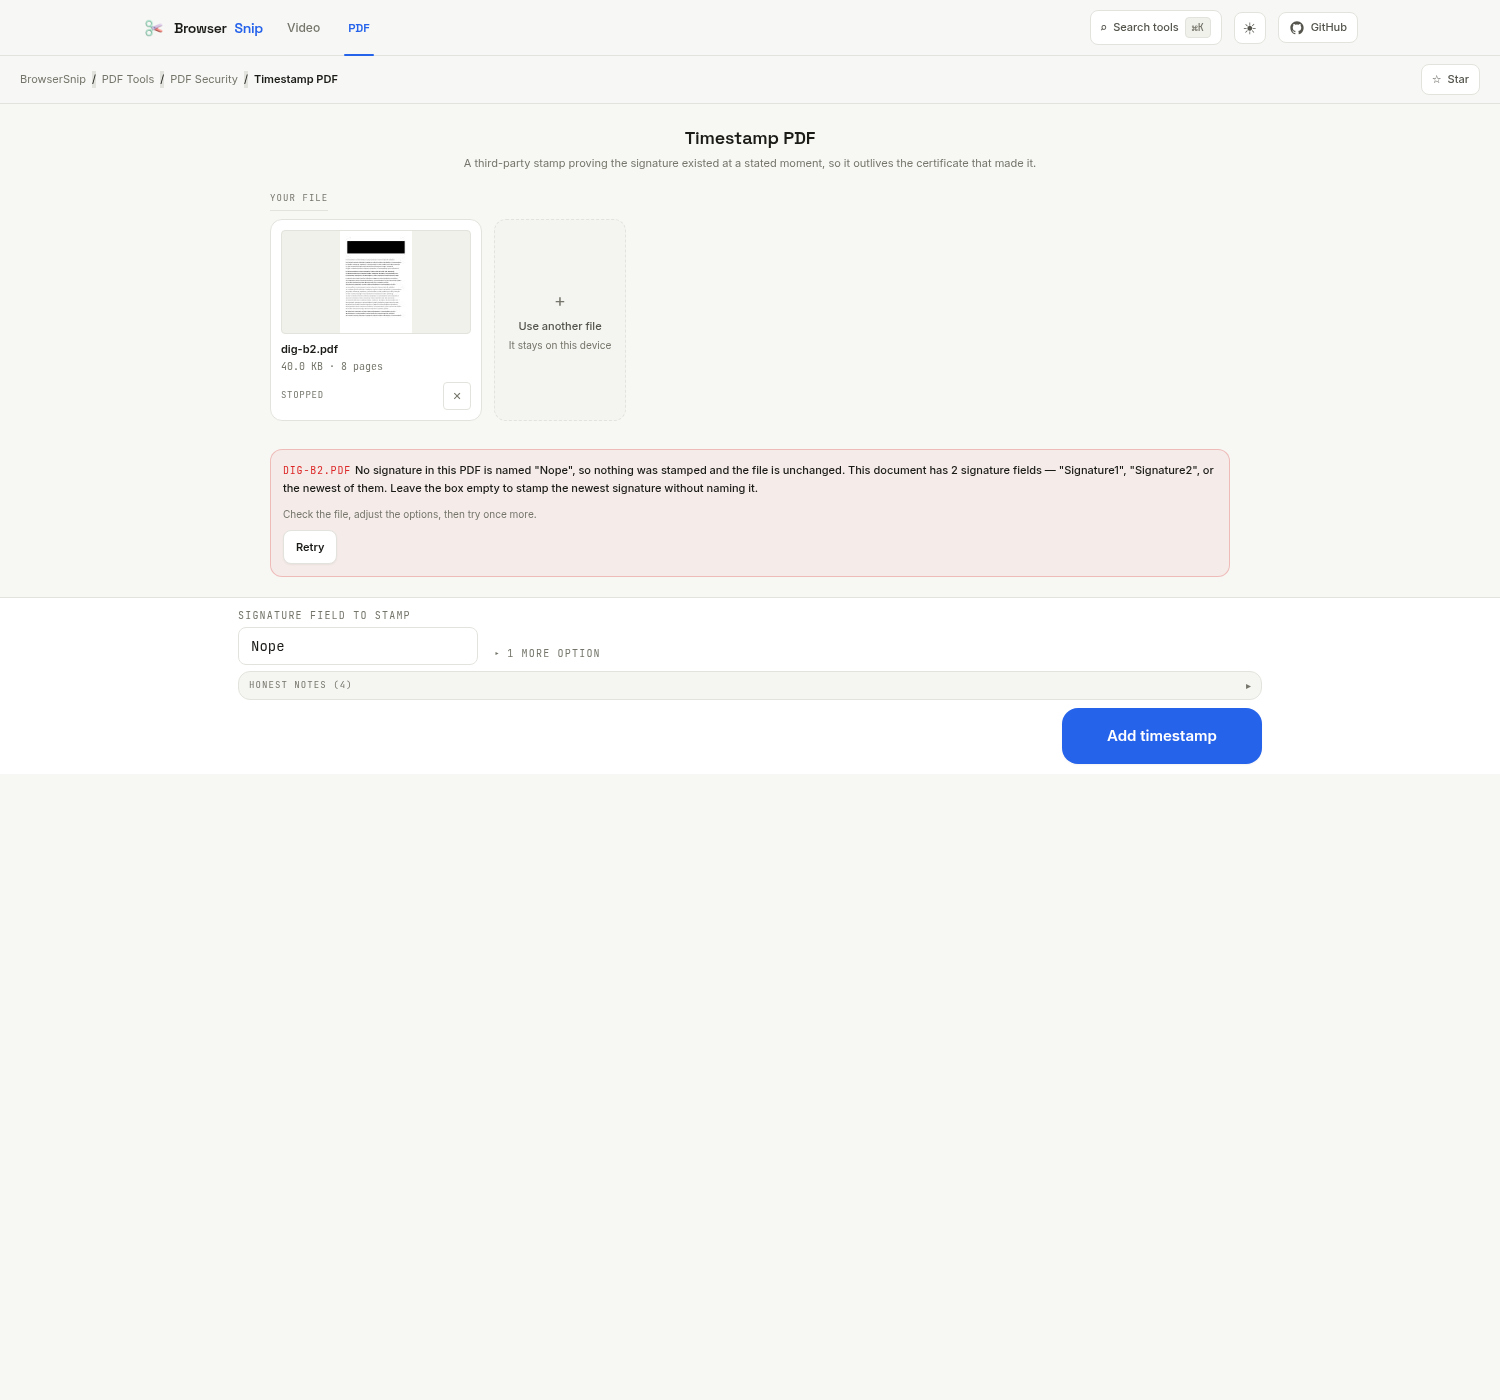 Browser Snip Video PDF Search tools ⌘K GitHub
BrowserSnip / PDF Tools / PDF Security / Timestamp PDF ☆ Star
Timestamp PDF
A third-party stamp proving the signature existed at a stated moment, so it outlives the certificate that made it.
YOUR FILE
dig-b2.pdf
40.0 KB · 8 pages
STOPPED ×
+
Use another file
It stays on this device
DIG-B2.PDF No signature in this PDF is named "Nope", so nothing was stamped and the file is unchanged. This document has 2 signature fields — "Signature1", "Signature2", or
the newest of them. Leave the box empty to stamp the newest signature without naming it.
Check the file, adjust the options, then try once more.
Retry
SIGNATURE FIELD TO STAMP
Nope
▸ 1 MORE OPTION
HONEST NOTES (4) ▸
Add timestamp